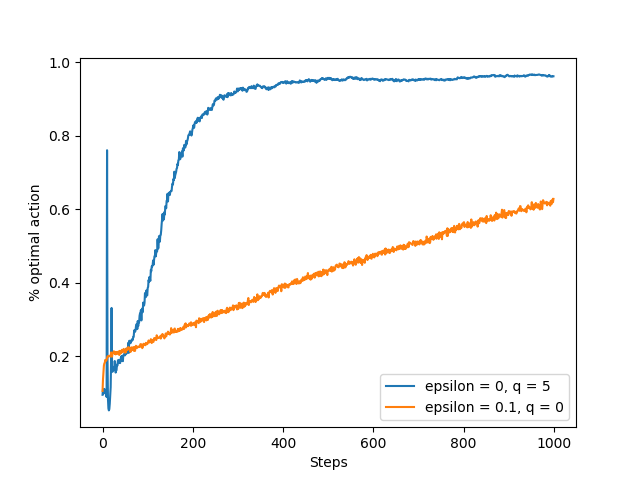 1.0
0.8
0.6
0.4
0.2
% optimal action
0
200
400
600
800
1000
Steps
epsilon = 0, q = 5
epsilon = 0.1, q = 0